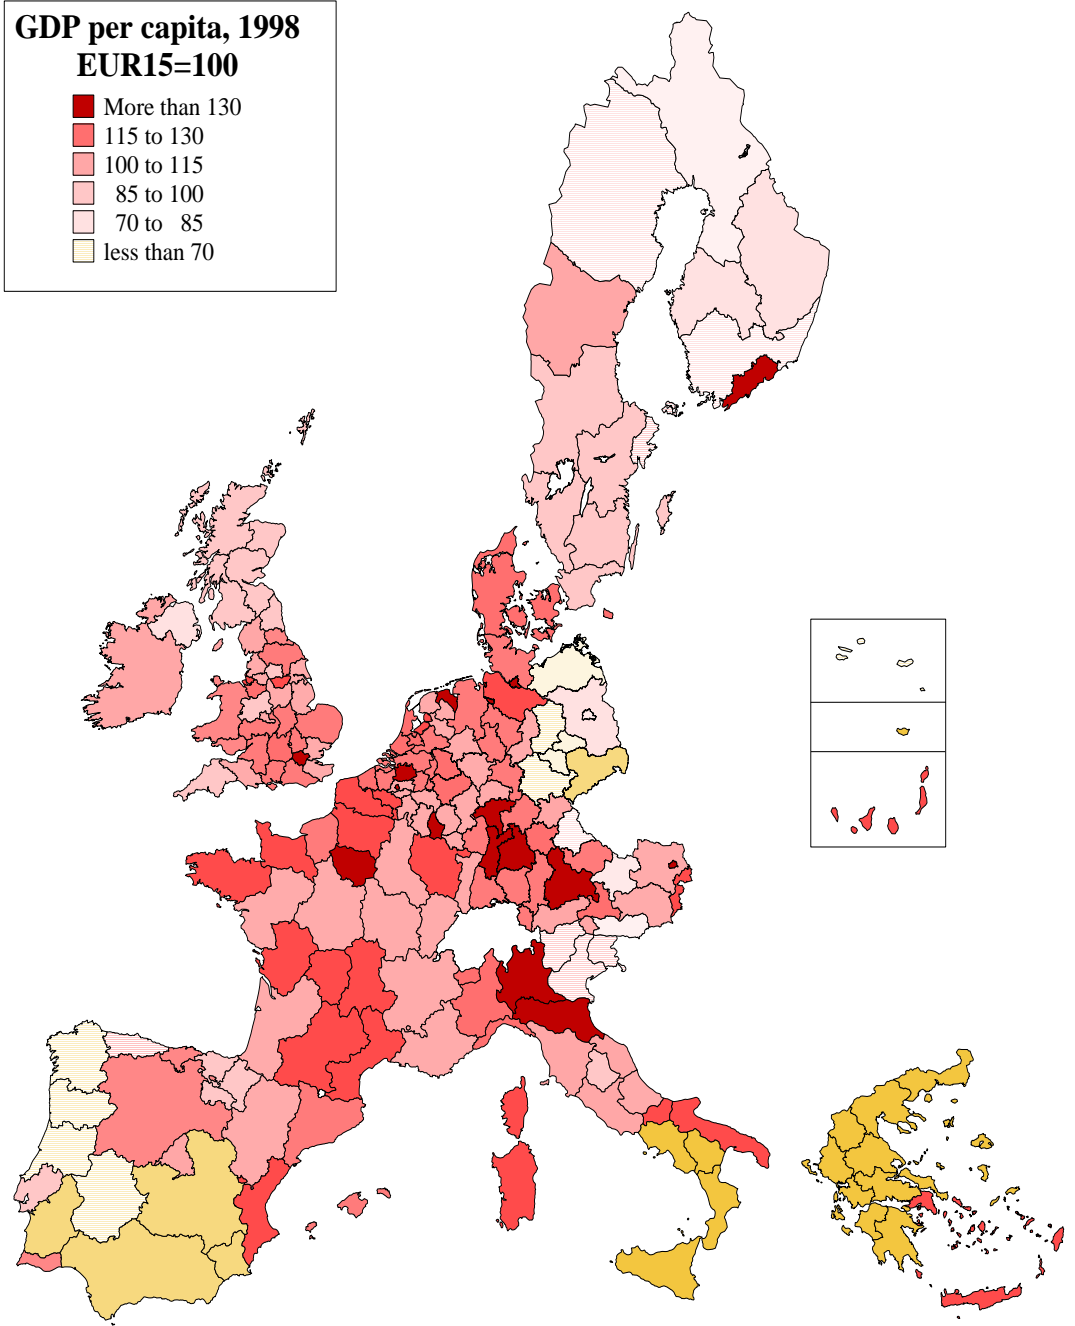 GDP per capita, 1998
EUR15=100
More than 130
115 to 130
100 to 115
85 to 100
70 to 85
less than 70